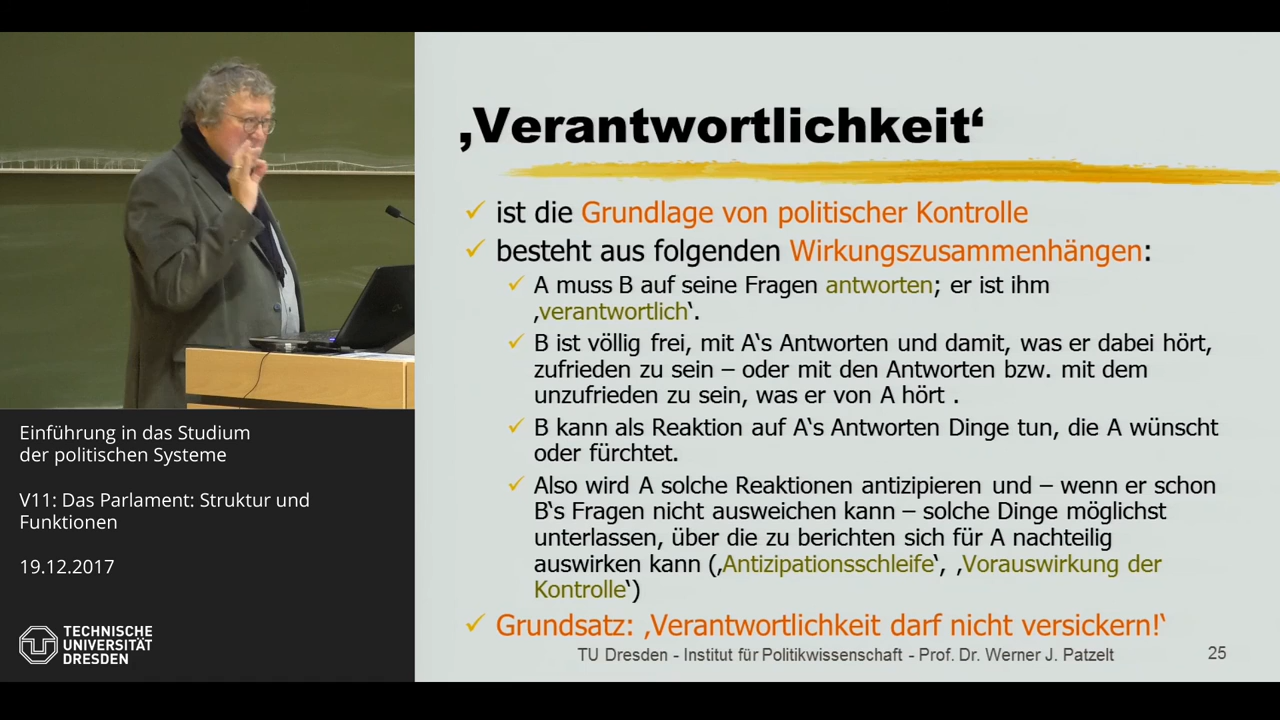 ‚Verantwortlichkeit‘
ist die Grundlage von politischer Kontrolle
besteht aus folgenden Wirkungszusammenhängen:
A muss B auf seine Fragen antworten; er ist ihm
‚verantwortlich‘.
B ist völlig frei, mit A‘s Antworten und damit, was er dabei hört,
zufrieden zu sein – oder mit den Antworten bzw. mit dem
unzufrieden zu sein, was er von A hört .
B kann als Reaktion auf A‘s Antworten Dinge tun, die A wünscht
oder fürchtet.
Also wird A solche Reaktionen antizipieren und – wenn er schon
B‘s Fragen nicht ausweichen kann – solche Dinge möglichst
unterlassen, über die zu berichten sich für A nachteilig
auswirken kann (‚Antizipationsschleife‘, ‚Vorauswirkung der
Kontrolle‘)
Grundsatz: ‚Verantwortlichkeit darf nicht versickern!‘
TU Dresden - Institut für Politikwissenschaft - Prof. Dr. Werner J. Patzelt
25
Einführung in das Studium
der politischen Systeme
V11: Das Parlament: Struktur und
Funktionen
19.12.2017
TECHNISCHE
UNIVERSITÄT
DRESDEN